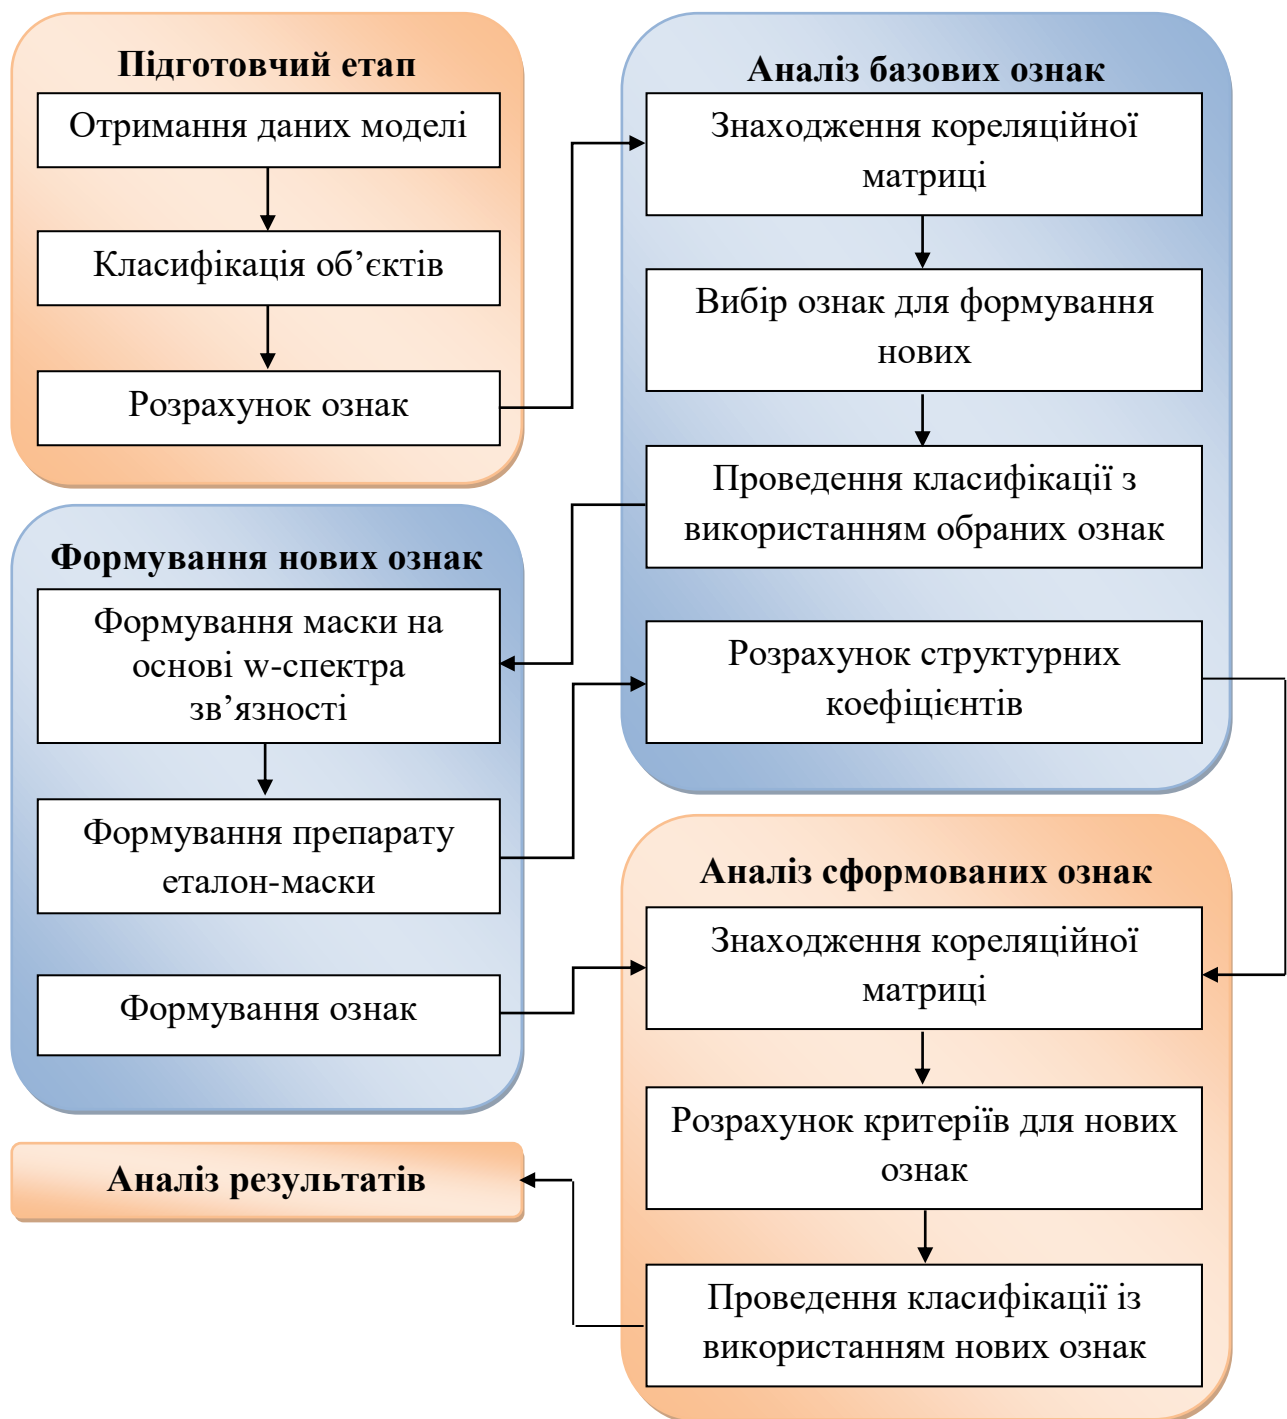 Підготовчий етап
Отримання даних моделі
Класифікація об’єктів
Розрахунок ознак
Аналіз базових ознак
Знаходження кореляційної
матриці
Вибір ознак для формування
нових
Проведення класифікації з
використанням обраних ознак
Розрахунок структурних
коефіцієнтів
Формування нових ознак
Формування маски на
основі w-спектра
зв’язності
Формування препарату
еталон-маски
Формування ознак
Аналіз сформованих ознак
Знаходження кореляційної
матриці
Розрахунок критеріїв для нових
ознак
Проведення класифікації із
використанням нових ознак
Аналіз результатів